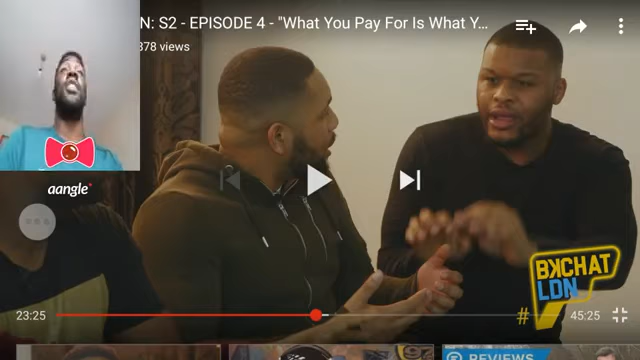 N: S2 - EPISODE 4 - "What You Pay For Is What Y...
378 views
aangle
BKCHAT
LDN
#
23:25
45:25
REVIEWS